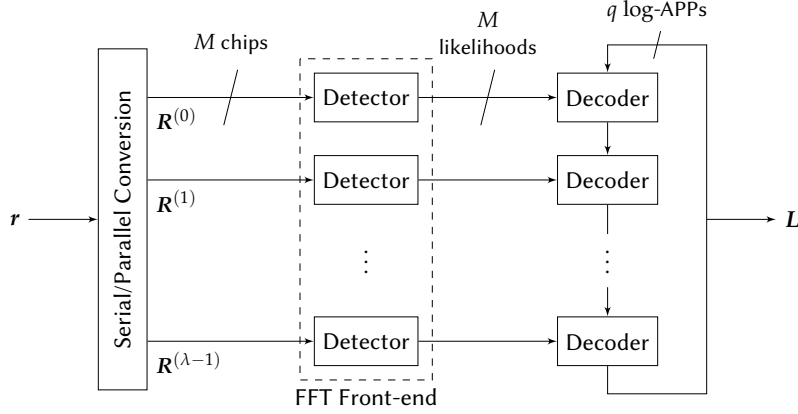 q log-APPs
M chips
M
likelihoods
Detector
Decoder
R^(0)
Detector
Decoder
R^(1)
r
Serial/Parallel Conversion
L
⋮
⋮
Detector
Decoder
R^(λ−1)
FFT Front-end